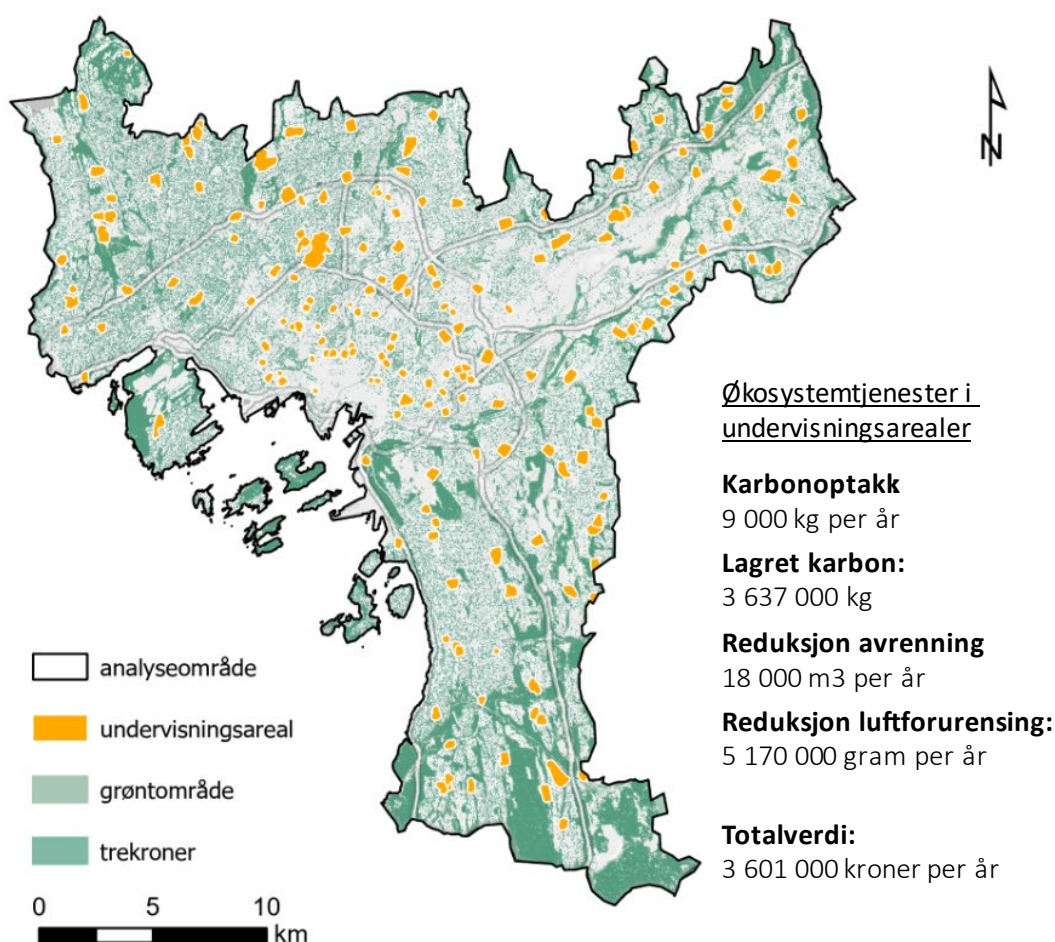 N
Økosystemtjenester i
undervisningsarealer
Karbonoptakk
9 000 kg per år
Lagret karbon:
3 637 000 kg
Reduksjon avrenning
18 000 m3 per år
Reduksjon luftforurensing:
5 170 000 gram per år
Totalverdi:
3 601 000 kroner per år
analyseområde
undervisningsareal
grøntområde
trekroner
0 5 10
km